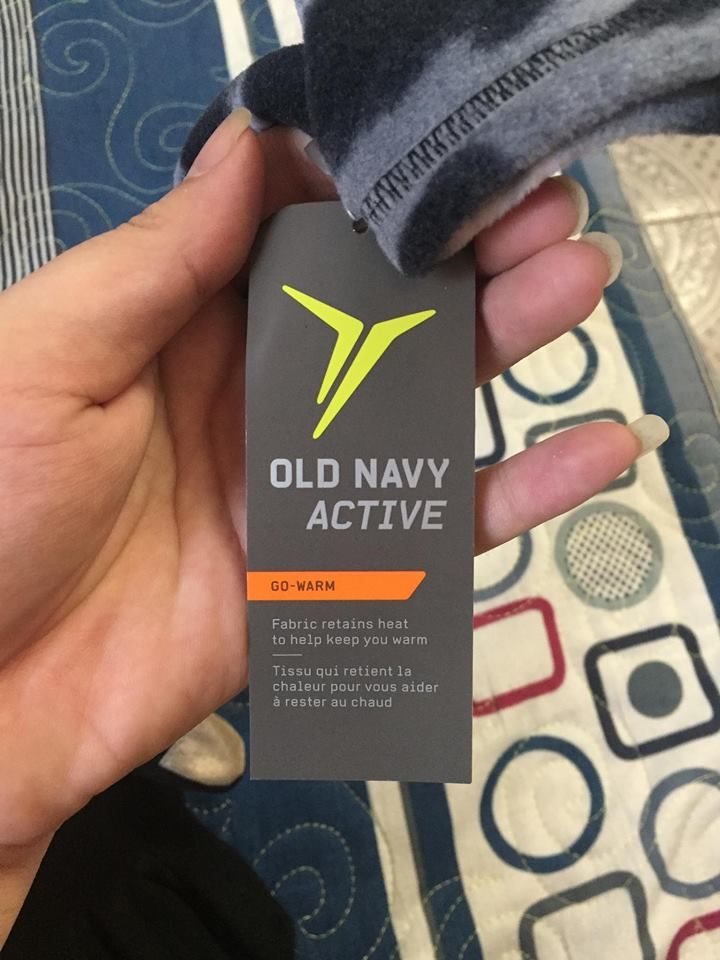 OLD NAVY
ACTIVE
GO-WARM
Fabric retains heat
to help keep you warm
Tissu qui retient la
chaleur pour vous aider
à rester au chaud